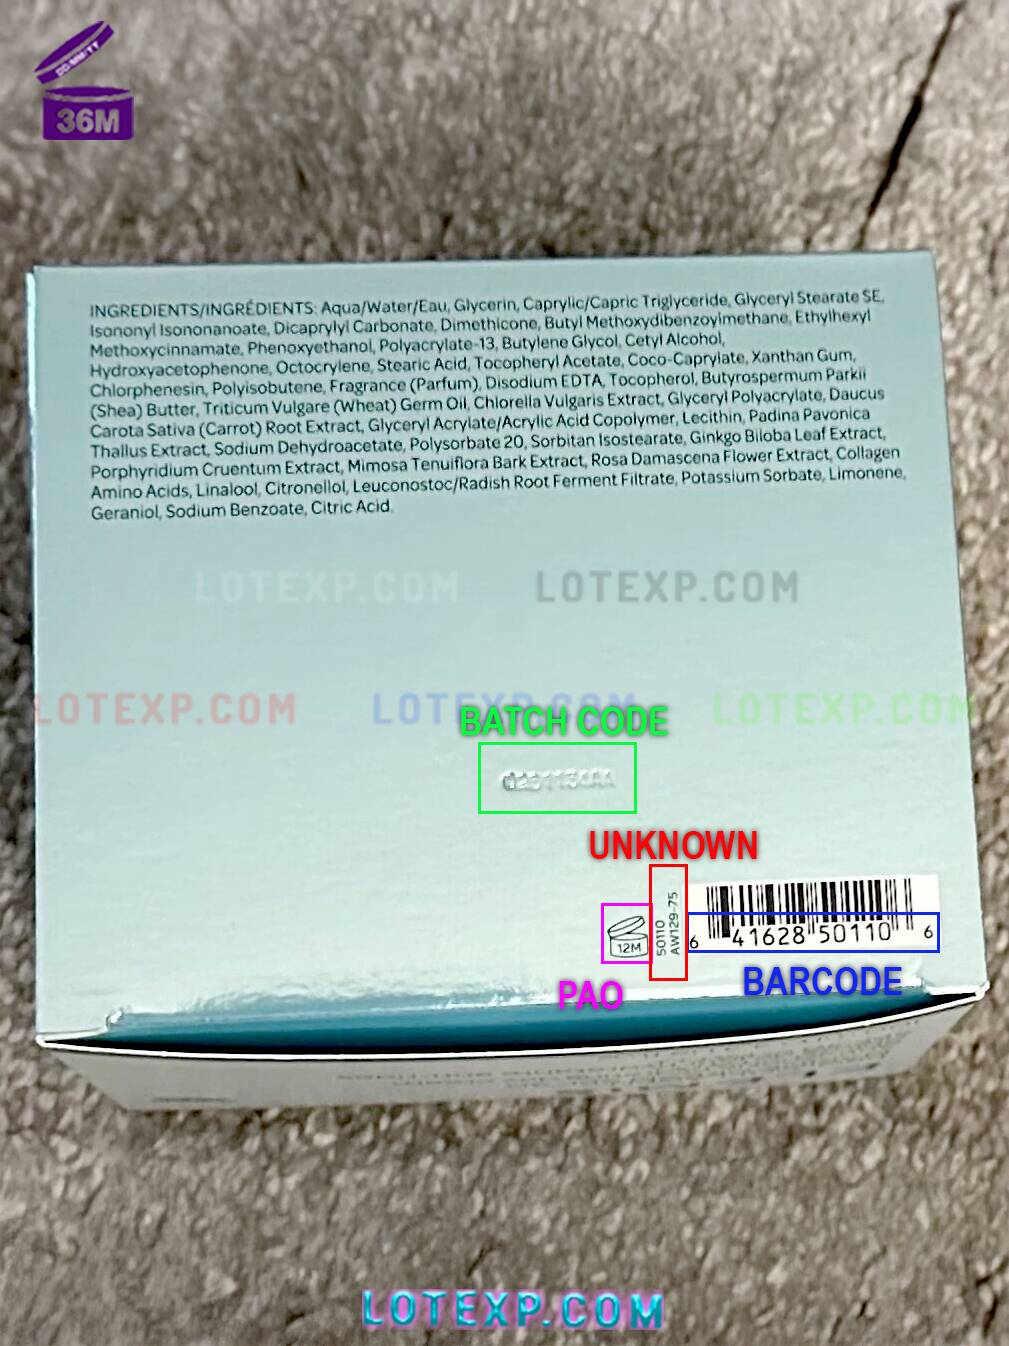 DD-MM-YY
36M
INGREDIENTS/INGRÉDIENTS: Aqua/Water/Eau, Glycerin, Caprylic/Capric Triglyceride, Glyceryl Stearate SE,
Isononyl Isononanoate, Dicaprylyl Carbonate, Dimethicone, Butyl Methoxydibenzoylmethane, Ethylhexyl
Methoxycinnamate, Phenoxyethanol, Polyacrylate-13, Butylene Glycol, Cetyl Alcohol,
Hydroxyacetophenone, Octocrylene, Stearic Acid, Tocopheryl Acetate, Coco-Caprylate, Xanthan Gum,
Chlorphenesin, Polyisobutene, Fragrance (Parfum), Disodium EDTA, Tocopherol, Butyrospermum Parkii
(Shea) Butter, Triticum Vulgare (Wheat) Germ Oil, Chlorella Vulgaris Extract, Glyceryl Polyacrylate, Daucus
Carota Sativa (Carrot) Root Extract, Glyceryl Acrylate/Acrylic Acid Copolymer, Lecithin, Padina Pavonica
Thallus Extract, Sodium Dehydroacetate, Polysorbate 20, Sorbitan Isostearate, Ginkgo Biloba Leaf Extract,
Porphyridium Cruentum Extract, Mimosa Tenuiflora Bark Extract, Rosa Damascena Flower Extract, Collagen
Amino Acids, Linalool, Citronellol, Leuconostoc/Radish Root Ferment Filtrate, Potassium Sorbate, Limonene,
Geraniol, Sodium Benzoate, Citric Acid.
LOTEXP.COM LOTEXP.COM
LOTEXP.COM LOTEXP.COM LOTEXP.COM
BATCH CODE
UNKNOWN
12M
50110
AW129-75
6 41628 50110 6
PAO
BARCODE
LOTEXP.COM